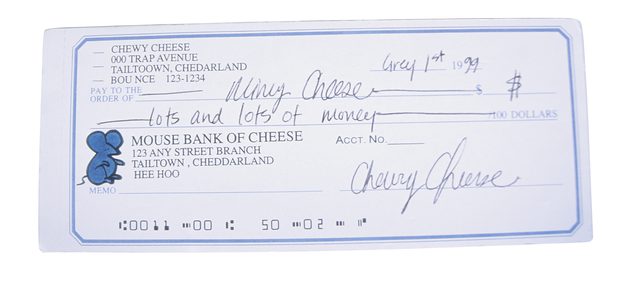 CHEWY CHEESE
000 TRAP AVENUE
TAILTOOWN, CHEDARLAND
BOU NCE 123-1234
Grey 1st 1999
PAY TO THE
ORDER OF Cheese $ $
lots and lots of money /100 DOLLARS
MOUSE BANK OF CHEESE
123 ANY STREET BRANCH
TAILTOWN , CHEDDARLAND
HEE HOO
ACCT. NO.
MEMO
Chewy Cheese
⑆0011 ⑉00 ⑆ 50 ⑉02 ⑉ ⑈